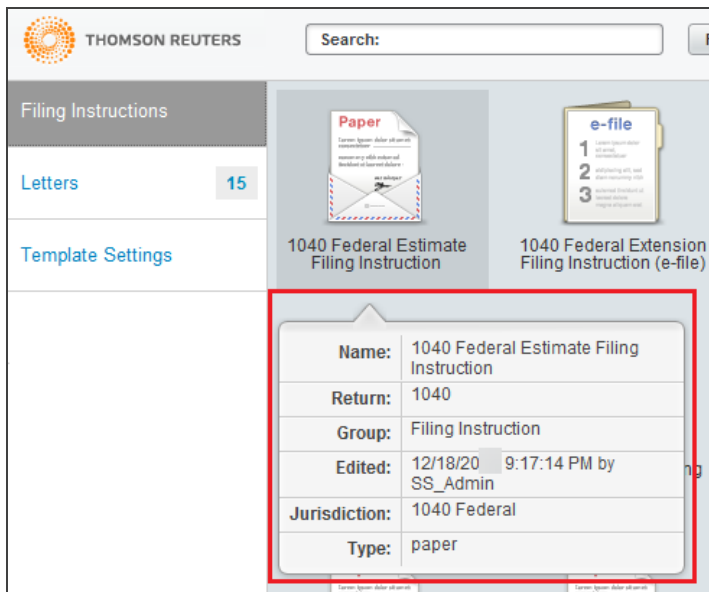 THOMSON REUTERS
Search:
Filing Instructions
Letters
15
Template Settings
Paper
1040 Federal Estimate
Filing Instruction
e-file
1
2
3
1040 Federal Extension
Filing Instruction (e-file)
Name: 1040 Federal Estimate Filing
Instruction
Return: 1040
Group: Filing Instruction
Edited: 12/18/20 9:17:14 PM by
SS_Admin
Jurisdiction: 1040 Federal
Type: paper